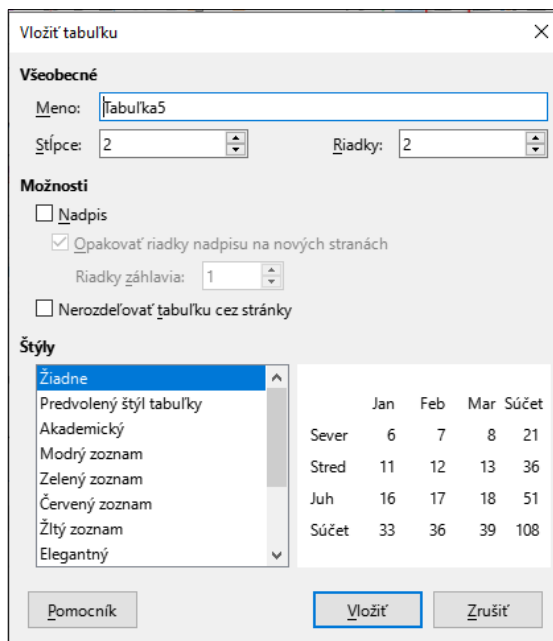 Vložiť tabuľku
Všeobecné
Meno: Tabuľka5
Stĺpce: 2 Riadky: 2
Možnosti
Nadpis
Opakovať riadky nadpisu na nových stranách
Riadky záhlavia: 1
Nerozdeľovať tabuľku cez stránky
Štýly
Žiadne
Predvolený štýl tabuľky
Akademický
Modrý zoznam
Zelený zoznam
Červený zoznam
Žltý zoznam
Elegantný
Jan Feb Mar Súčet
Sever 6 7 8 21
Stred 11 12 13 36
Juh 16 17 18 51
Súčet 33 36 39 108
Pomocník Vložiť Zrušiť